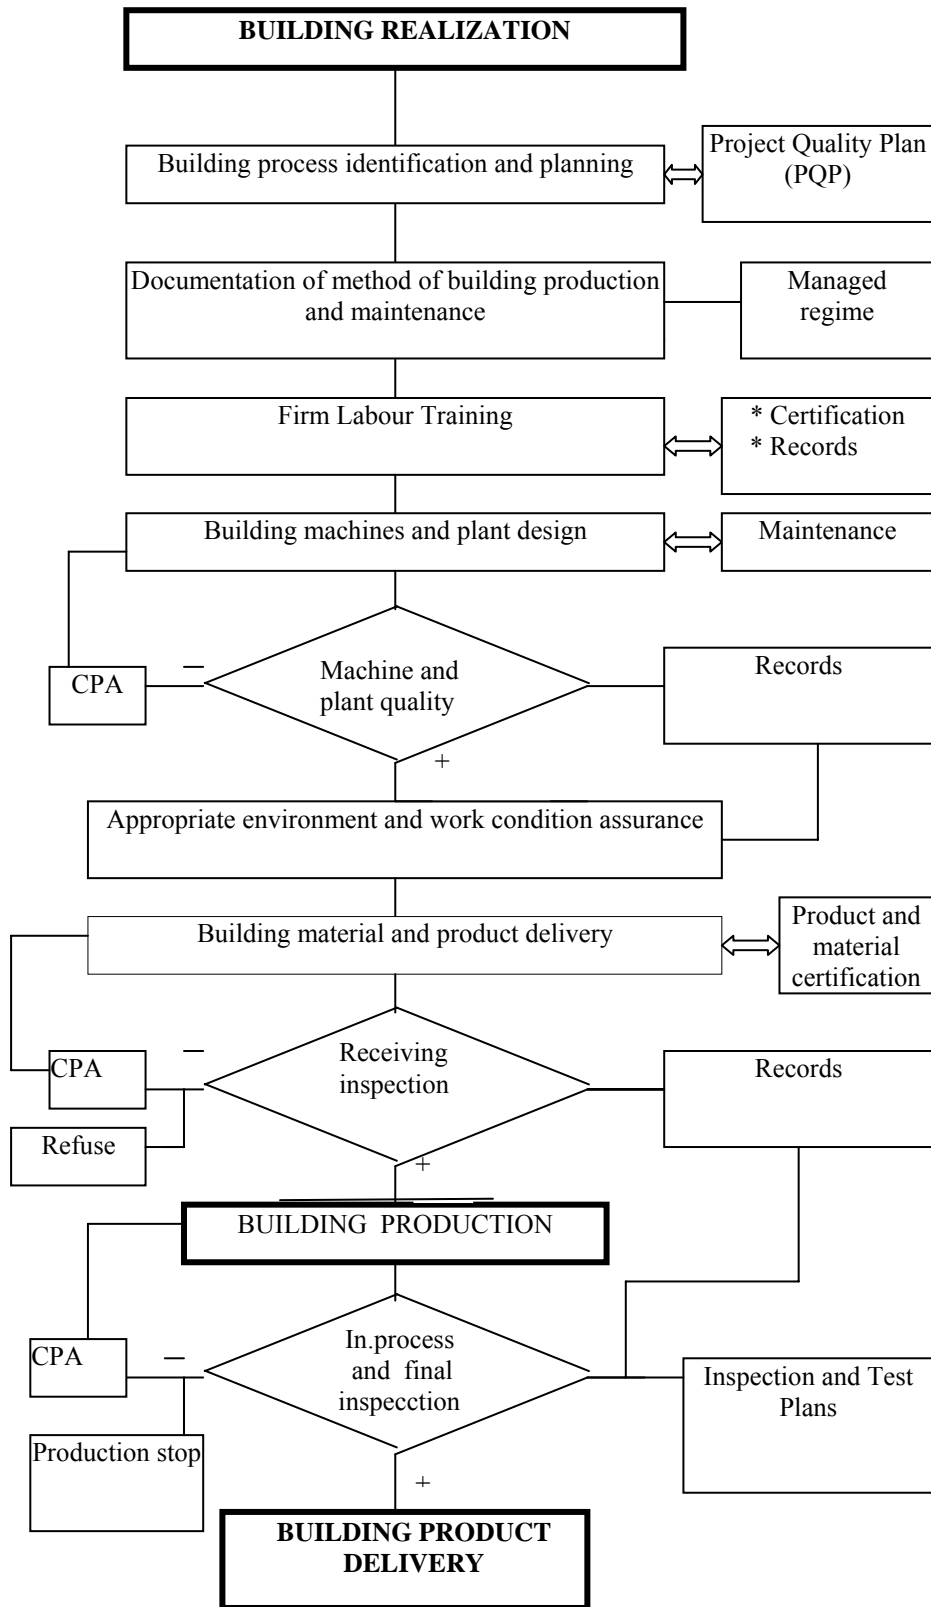 BUILDING REALIZATION
Building process identification and planning
Project Quality Plan
(PQP)
Documentation of method of building production
and maintenance
Managed
regime
Firm Labour Training
* Certification
* Records
Building machines and plant design
Maintenance
Machine and
plant quality
CPA
–
Records
+
Appropriate environment and work condition assurance
Building material and product delivery
Product and
material
certification
Receiving
inspection
CPA
–
Records
Refuse
+
BUILDING PRODUCTION
In.process
and final
inspecction
CPA
–
Inspection and Test
Plans
Production stop
+
BUILDING PRODUCT
DELIVERY